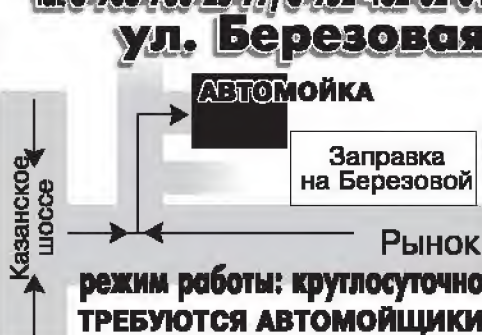 ул. Березовая
АВТОМОЙКА
Заправка
на Березовой
Казанское
шоссе
Рынок
режим работы: круглосуточно
ТРЕБУЮТСЯ АВТОМОЙЩИКИ